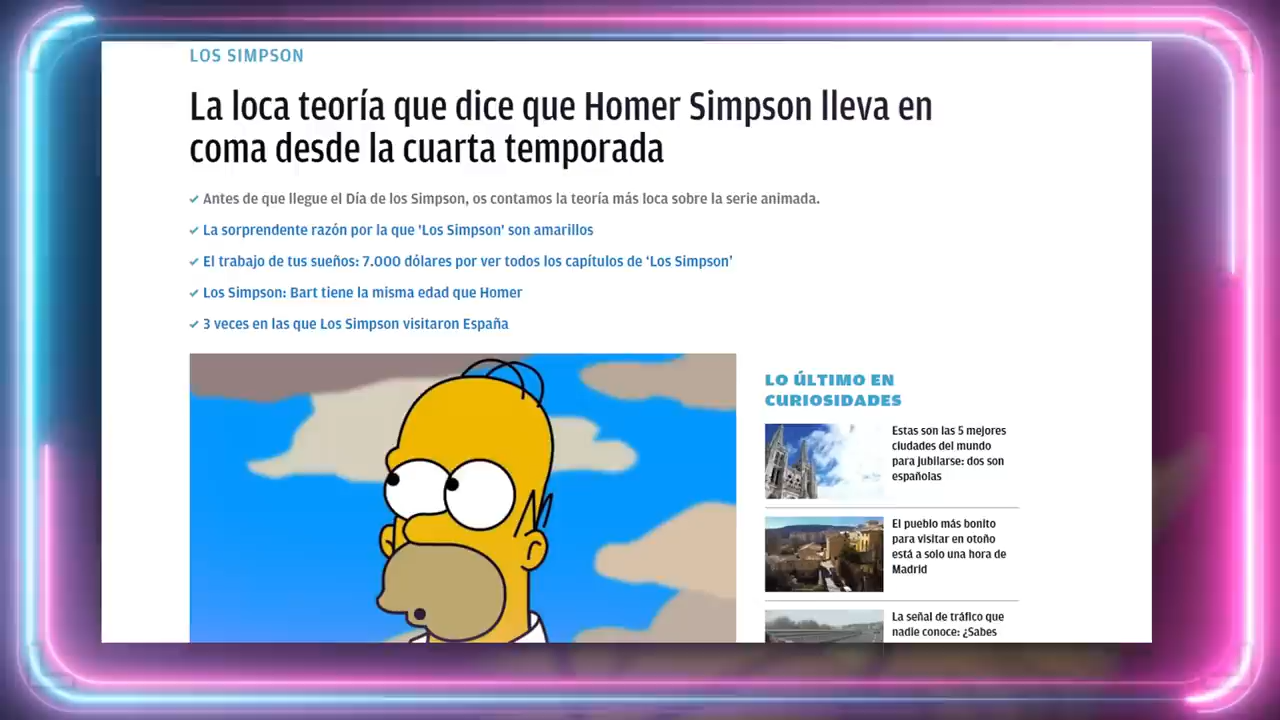 LOS SIMPSON
La loca teoría que dice que Homer Simpson lleva en
coma desde la cuarta temporada
Antes de que llegue el Día de los Simpson, os contamos la teoría más loca sobre la serie animada.
La sorprendente razón por la que 'Los Simpson' son amarillos
El trabajo de tus sueños: 7.000 dólares por ver todos los capítulos de ‘Los Simpson’
Los Simpson: Bart tiene la misma edad que Homer
3 veces en las que Los Simpson visitaron España
LO ÚLTIMO EN
CURIOSIDADES
Estas son las 5 mejores
ciudades del mundo
para jubilarse: dos son
españolas
El pueblo más bonito
para visitar en otoño
está a solo una hora de
Madrid
La señal de tráfico que
nadie conoce: ¿Sabes